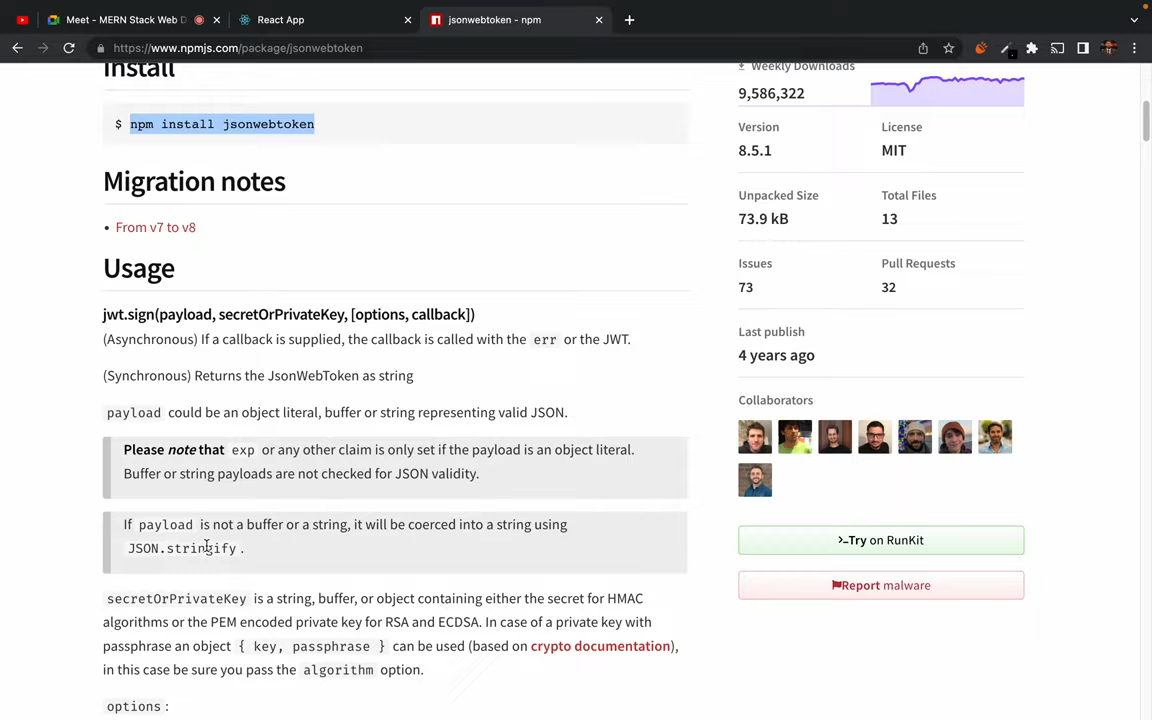 Meet - MERN Stack Web D
React App
jsonwebtoken - npm
https://www.npmjs.com/package/jsonwebtoken
Install
$ npm install jsonwebtoken
Migration notes
• From v7 to v8
Usage
jwt.sign(payload, secretOrPrivateKey, [options, callback])
(Asynchronous) If a callback is supplied, the callback is called with the err or the JWT.
(Synchronous) Returns the JsonWebToken as string
payload could be an object literal, buffer or string representing valid JSON.
Please note that exp or any other claim is only set if the payload is an object literal.
Buffer or string payloads are not checked for JSON validity.
If payload is not a buffer or a string, it will be coerced into a string using
JSON.stringify.
secretOrPrivateKey is a string, buffer, or object containing either the secret for HMAC
algorithms or the PEM encoded private key for RSA and ECDSA. In case of a private key with
passphrase an object { key, passphrase } can be used (based on crypto documentation),
in this case be sure you pass the algorithm option.
options:
Weekly Downloads
9,586,322
Version License
8.5.1 MIT
Unpacked Size Total Files
73.9 kB 13
Issues Pull Requests
73 32
Last publish
4 years ago
Collaborators
>-Try on RunKit
Report malware